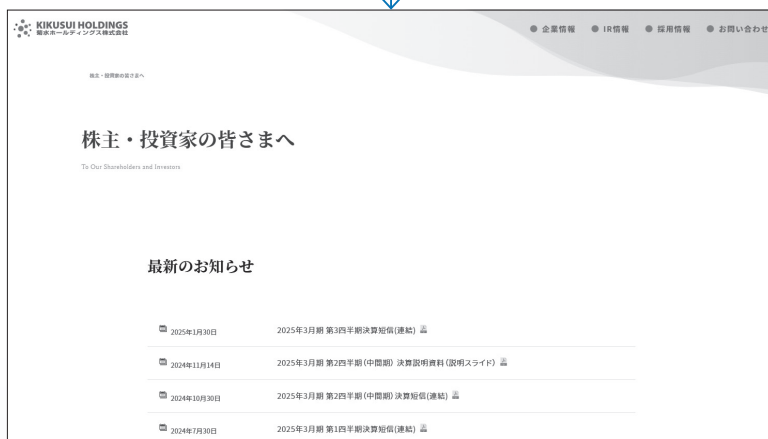 KIKUSUI HOLDINGS
菊水ホールディングス株式会社
企業情報 IR情報 採用情報 お問い合わせ
株主・投資家の皆さまへ
株主・投資家の皆さまへ
To Our Shareholders and Investors
最新のお知らせ
2025年1月30日 2025年3月期 第3四半期決算短信(連結)
2024年11月14日 2025年3月期 第2四半期(中間期) 決算説明資料(説明スライド)
2024年10月30日 2025年3月期 第2四半期(中間期)決算短信(連結)
2024年7月30日 2025年3月期 第1四半期決算短信(連結)